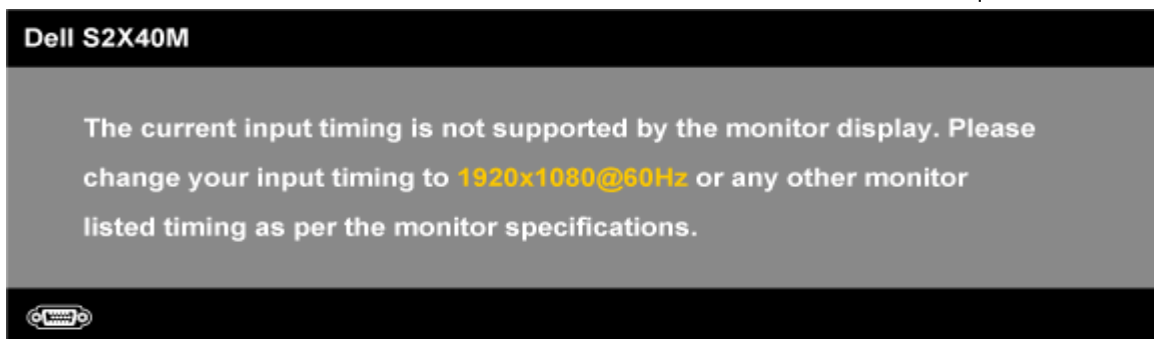 Dell S2X40M
The current input timing is not supported by the monitor display. Please
change your input timing to 1920x1080@60Hz or any other monitor
listed timing as per the monitor specifications.